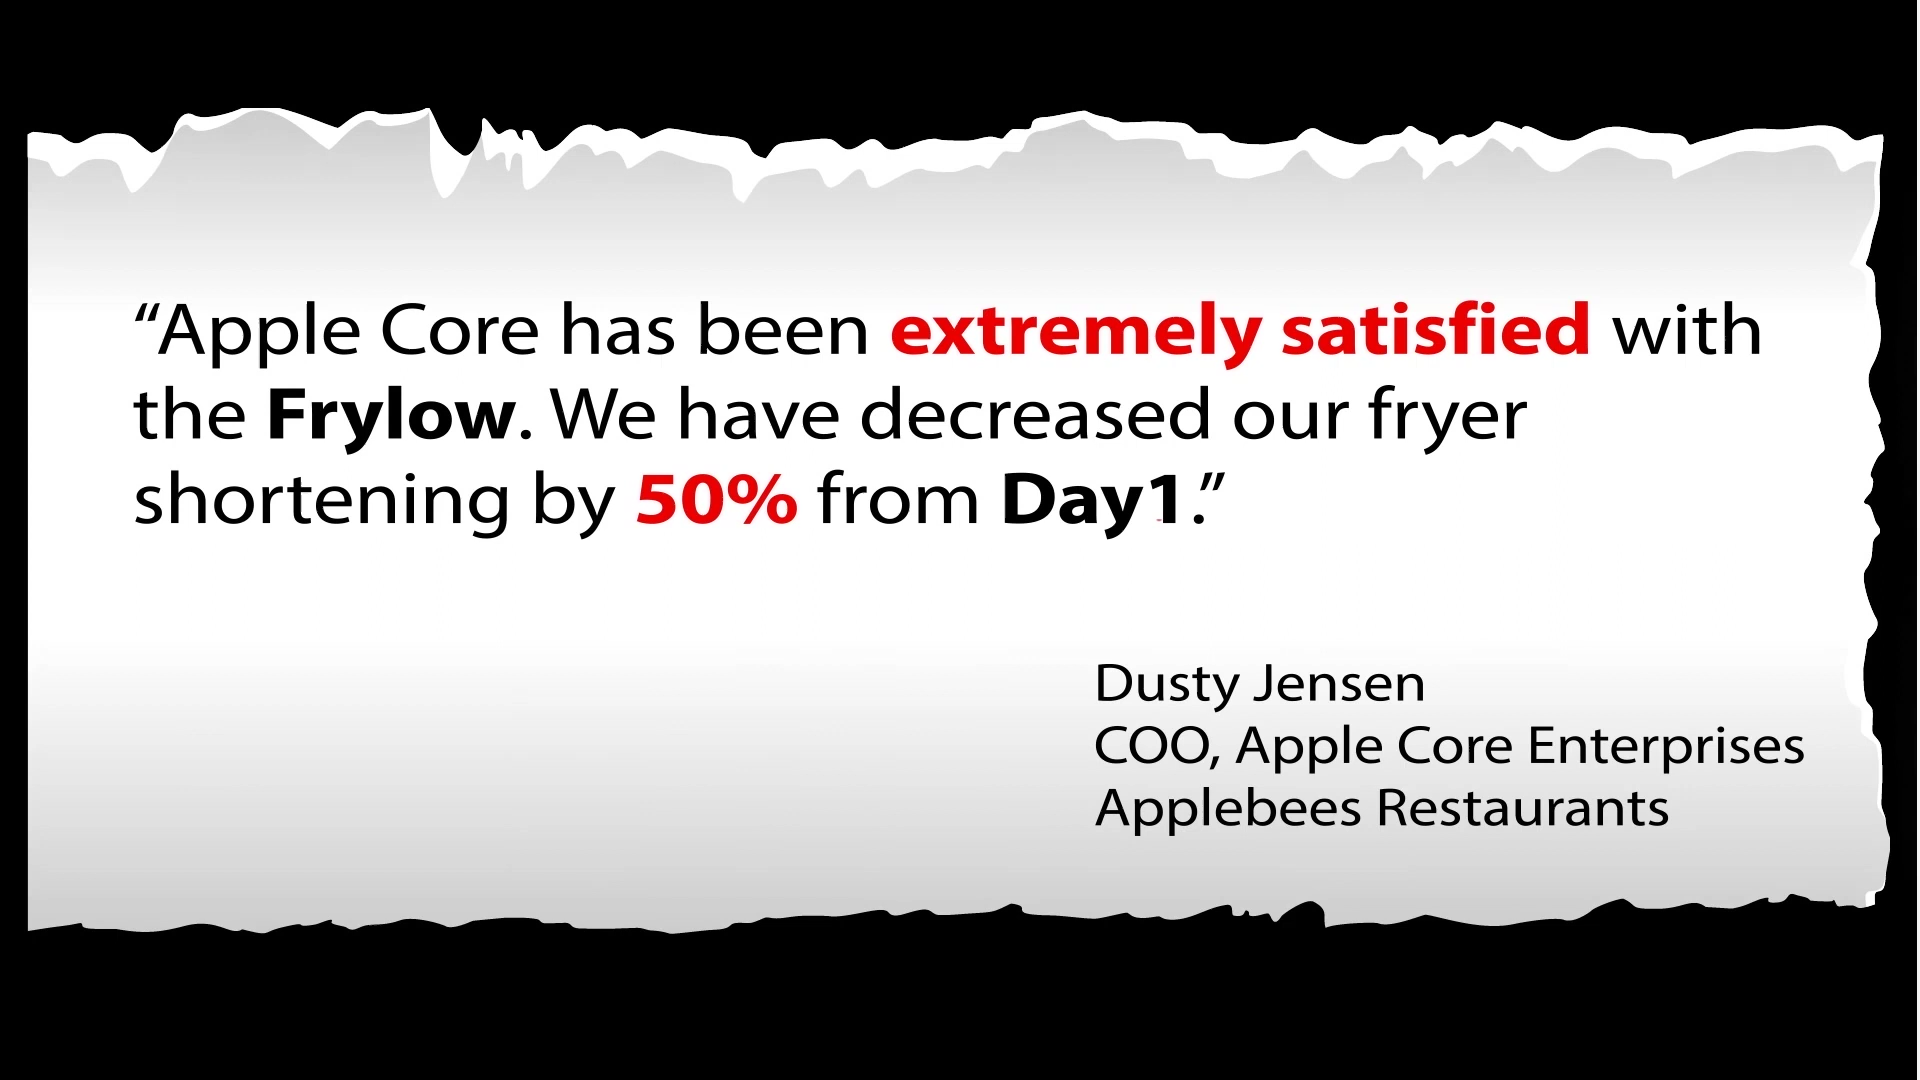 “Apple Core has been extremely satisfied with
the Frylow. We have decreased our fryer
shortening by 50% from Day1.”
Dusty Jensen
COO, Apple Core Enterprises
Applebees Restaurants